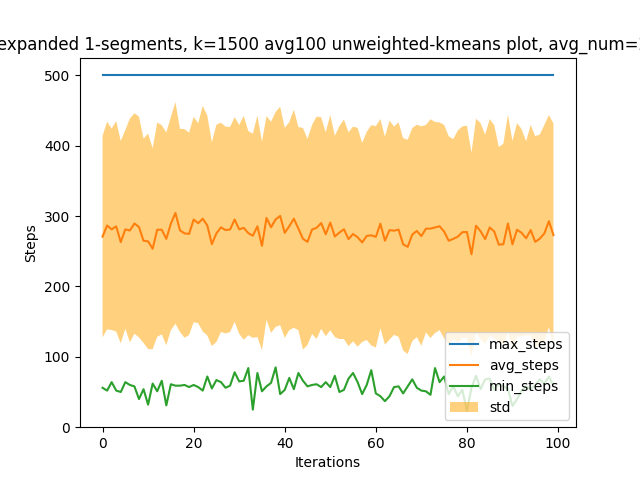 expanded 1-segments, k=1500 avg100 unweighted-kmeans plot, avg_num=
500
400
300
200
100
0
Steps
0 20 40 60 80 100
Iterations
max_steps
avg_steps
min_steps
std